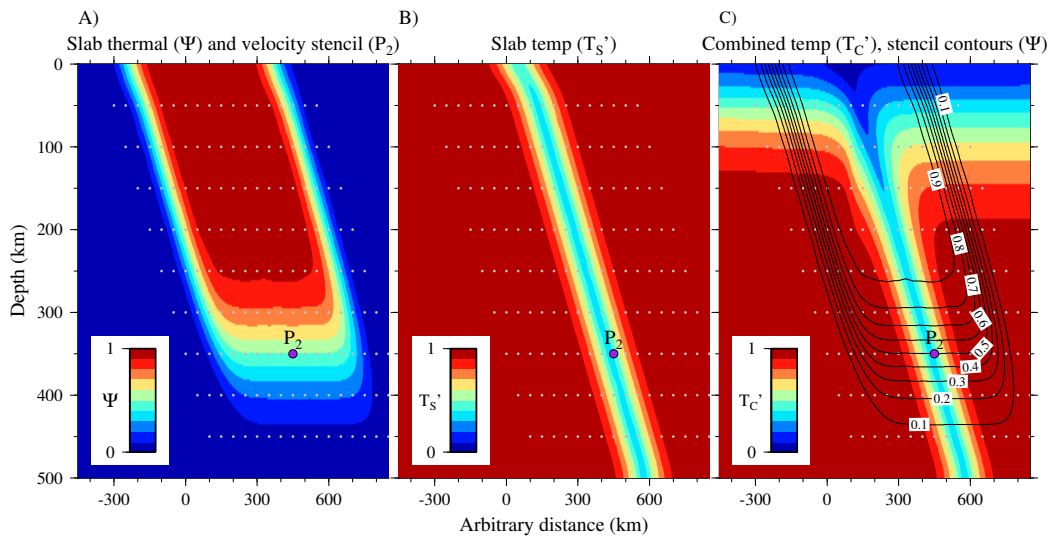 A)
B)
C)
Slab thermal (Ψ) and velocity stencil (P2)
Slab temp (TS')
Combined temp (TC'), stencil contours (Ψ)
0
100
200
300
400
500
Depth (km)
P2
P2
P2
1
Ψ
0
1
TS'
0
1
TC'
0
0.1
0.9
0.8
0.7
0.6
0.5
0.4
0.3
0.2
0.1
-300 0 300 600
-300 0 300 600
-300 0 300 600
Arbitrary distance (km)